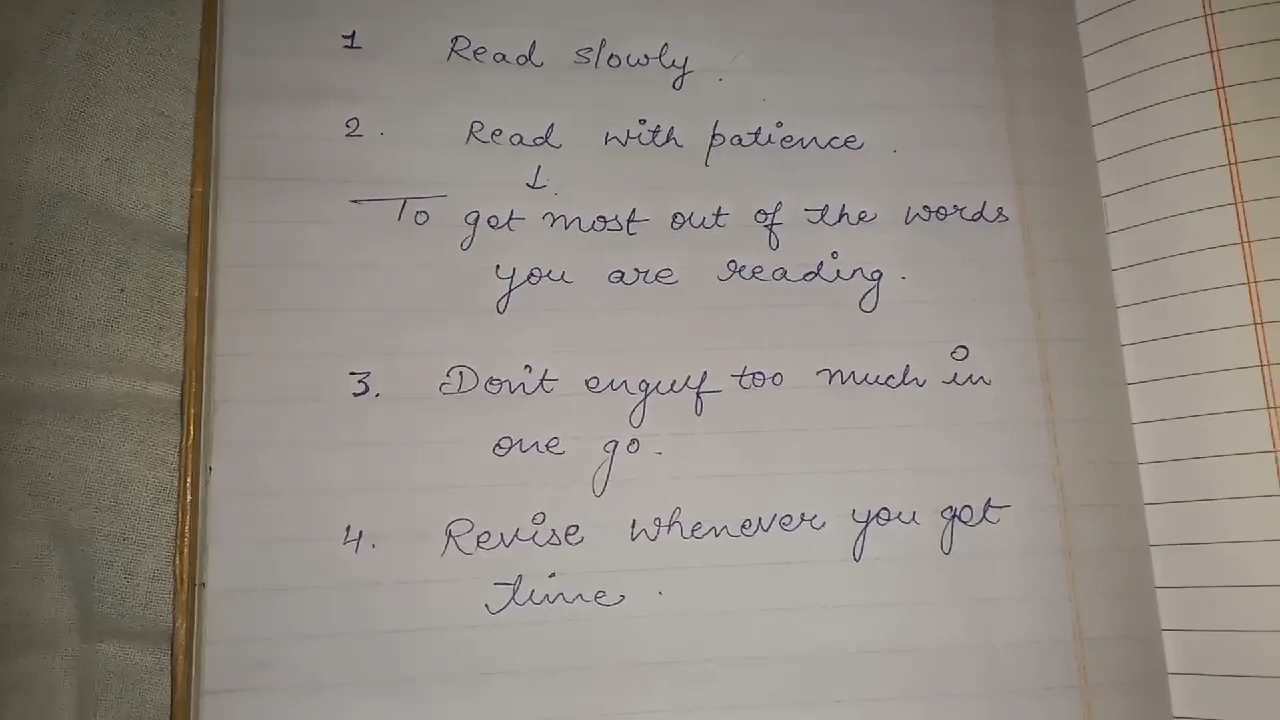 1 Read slowly.
2. Read with patience.
↓
To get most out of the words
you are reading.
3. Don't enguf too much in
one go.
4. Revise whenever you get
time.